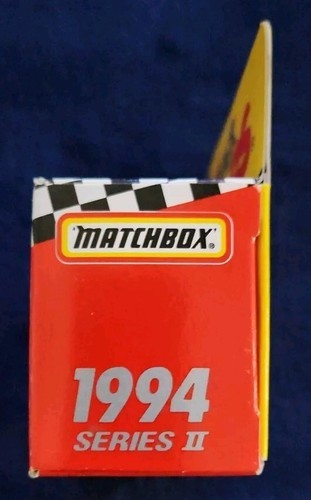 "MATCHBOX"®
1994
SERIES II